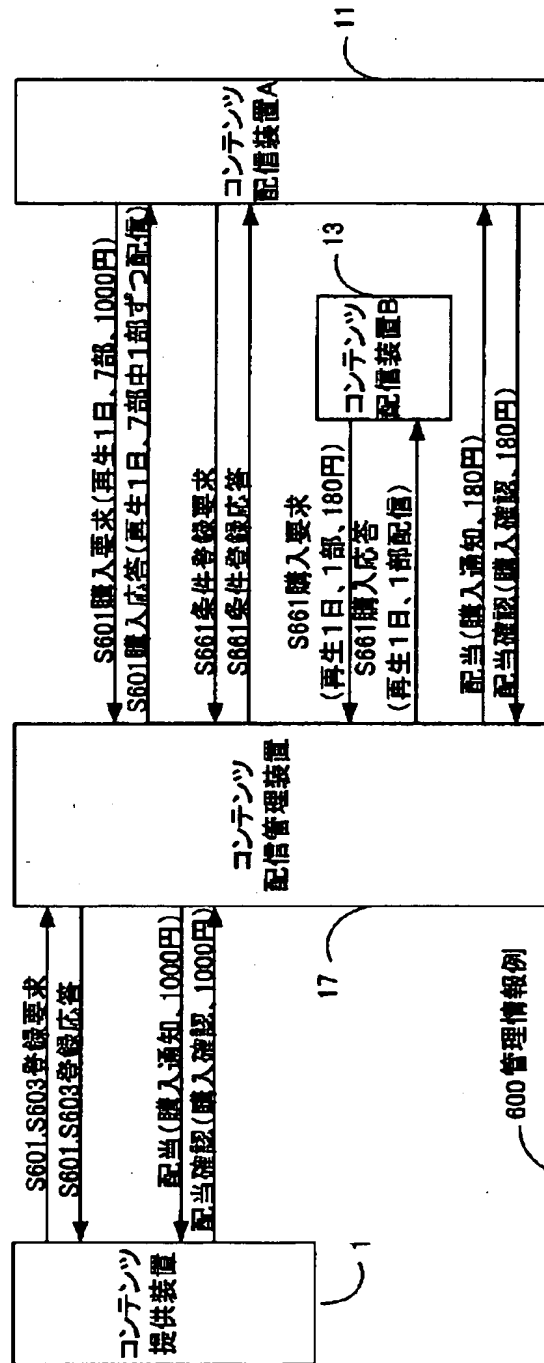 コンテンツ
提供装置
1
S601、S603登録要求
S601、S603登録応答
配当(購入通知、1000円)
配当確認(購入確認、1000円)
コンテンツ
配信管理装置
17
S601購入要求(再生1日、7部、1000円)
S601購入応答(再生1日、7部中1部ずつ配信)
S661条件登録要求
S661条件登録応答
S661購入要求
(再生1日、1部、180円)
S661購入応答
(再生1日、1部配信)
配当(購入通知、180円)
配当確認(購入確認、180円)
コンテンツ
配信装置B
13
コンテンツ
配信装置A
11
600管理情報例